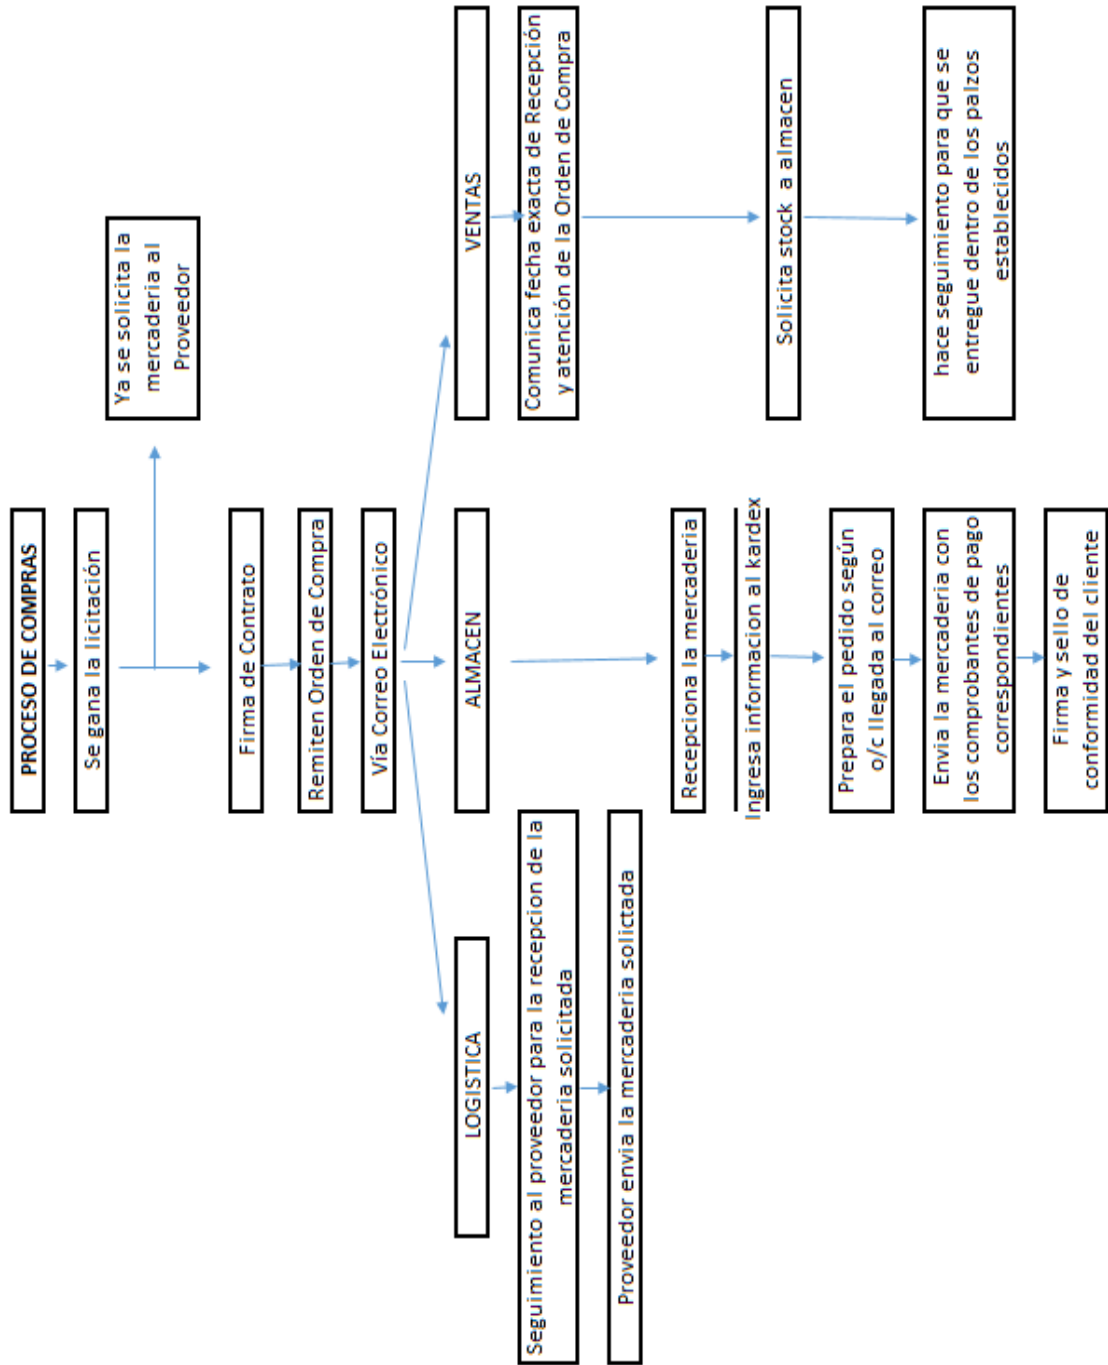 PROCESO DE COMPRAS
Se gana la licitación
Ya se solicita la
mercaderia al
Proveedor
Firma de Contrato
Remiten Orden de Compra
Vía Correo Electrónico
LOGISTICA
Seguimiento al proveedor para la recepcion de la
mercaderia solicitada
Proveedor envia la mercaderia solictada
ALMACEN
Recepciona la mercaderia
Ingresa informacion al kardex
Prepara el pedido según
o/c llegada al correo
Envia la mercaderia con
los comprobantes de pago
correspondientes
Firma y sello de
conformidad del cliente
VENTAS
Comunica fecha exacta de Recepción
y atención de la Orden de Compra
Solicita stock a almacen
hace seguimiento para que se
entregue dentro de los palzos
establecidos